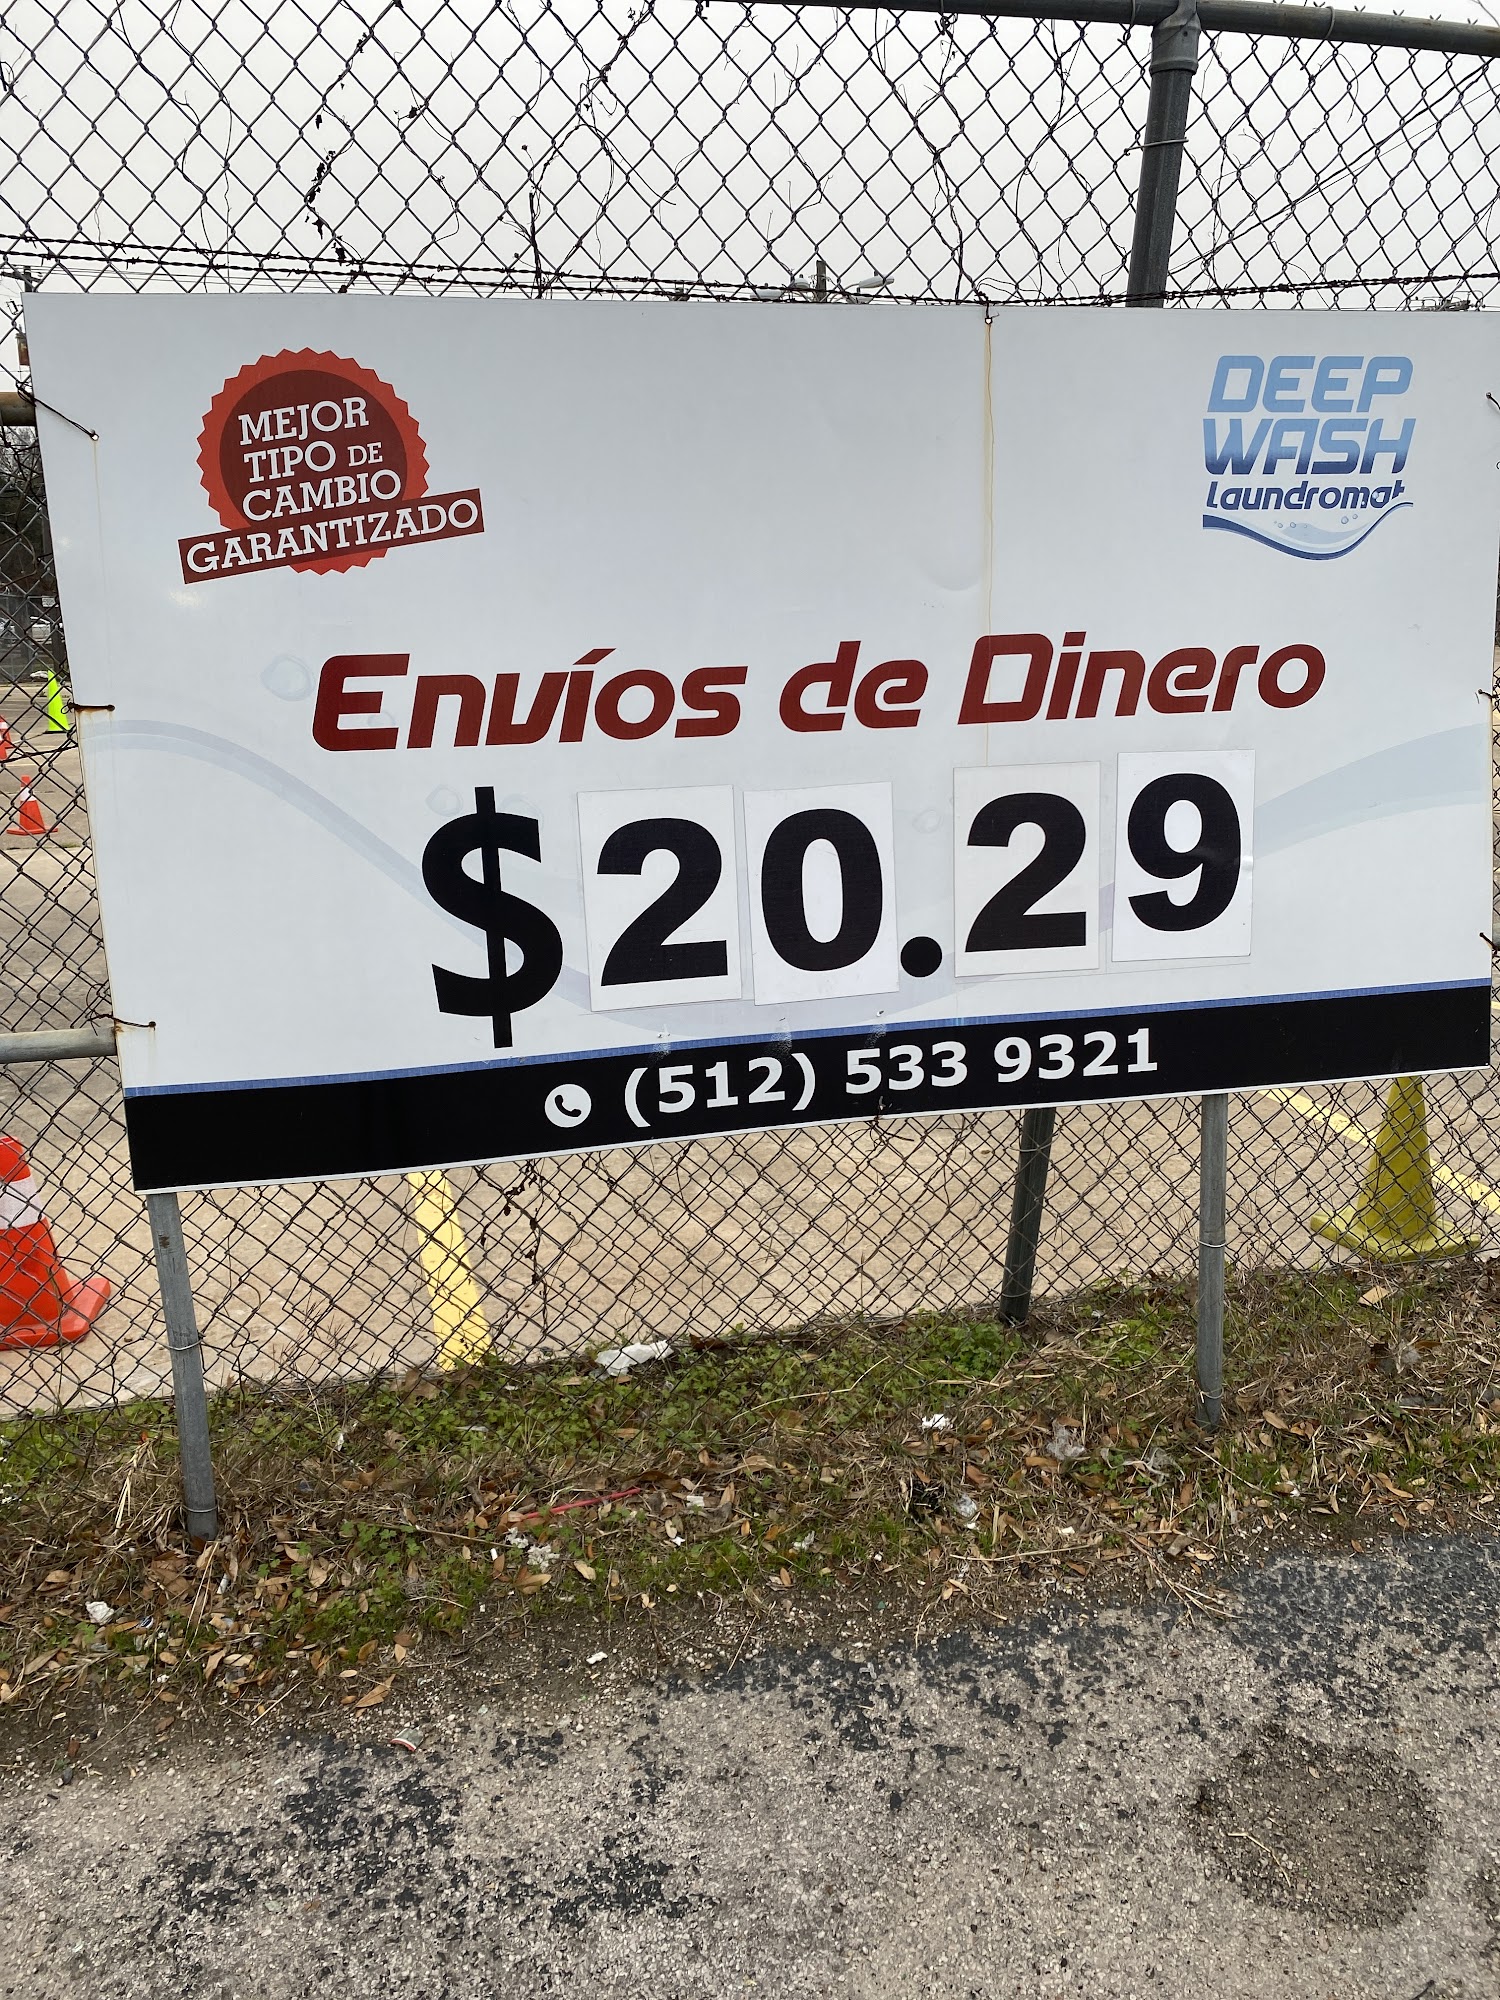 MEJOR
TIPO DE
CAMBIO
GARANTIZADO
DEEP
WASH
Laundromat
Envíos de Dinero
$20.29
(512) 533 9321